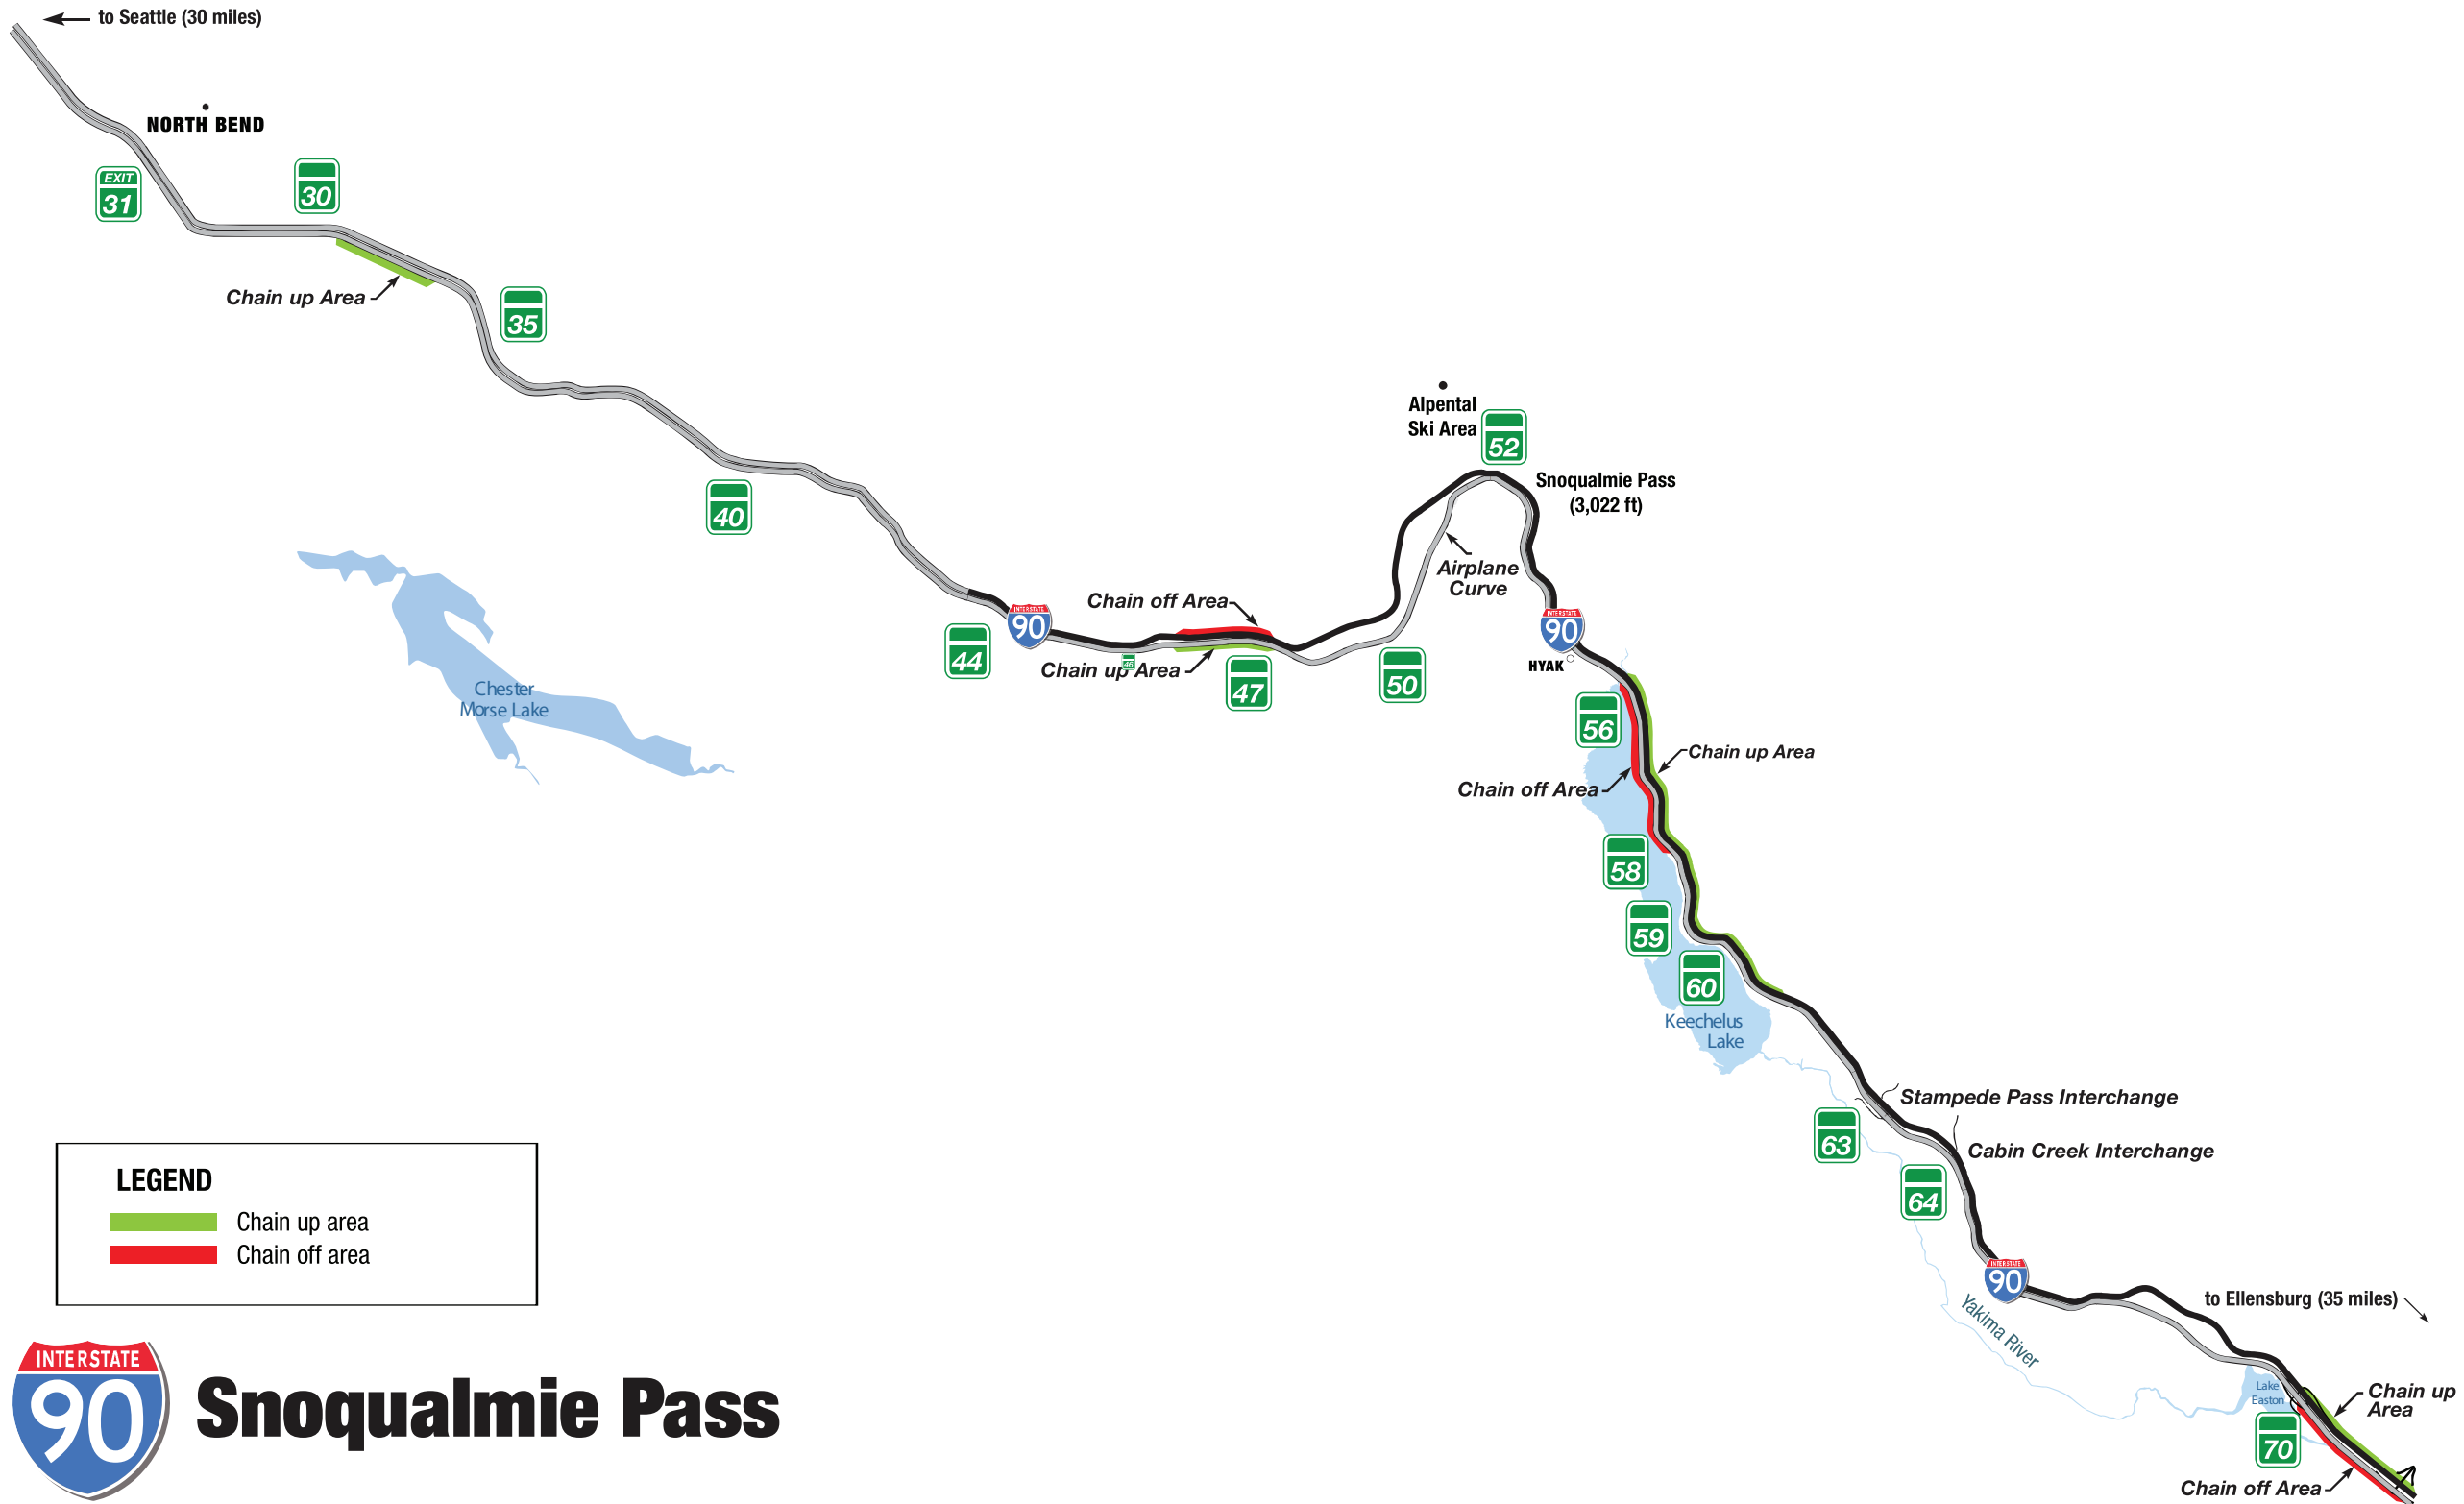 to Seattle (30 miles)
NORTH BEND
EXIT
31
30
Chain up Area
35
40
Alpental
Ski Area
52
Snoqualmie Pass
(3,022 ft)
Airplane
Curve
Chain off Area
INTERSTATE
90
44
46
Chain up Area
47
50
INTERSTATE
90
HYAK
56
Chain up Area
Chain off Area
58
59
60
Chester
Morse Lake
Keechelus
Lake
Stampede Pass Interchange
63
Cabin Creek Interchange
64
INTERSTATE
90
Yakima River
to Ellensburg (35 miles)
Lake
Easton
Chain up
Area
70
Chain off Area
LEGEND
Chain up area
Chain off area
INTERSTATE
90
Snoqualmie Pass